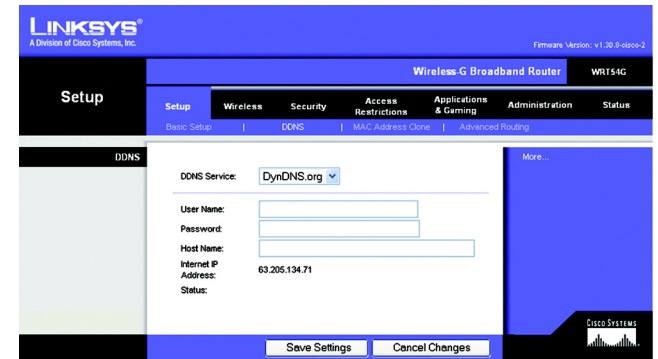 LINKSYS®
A Division of Cisco Systems, Inc.
Firmware Version: v1.30.8-cisco-2
Wireless-G Broadband Router WRT54G
Setup
Setup Wireless Security Access Restrictions Applications & Gaming Administration Status
Basic Setup | DDNS | MAC Address Clone | Advanced Routing
DDNS
More...
DDNS Service: DynDNS.org
User Name:
Password:
Host Name:
Internet IP Address: 63.205.134.71
Status:
CISCO SYSTEMS
Save Settings Cancel Changes